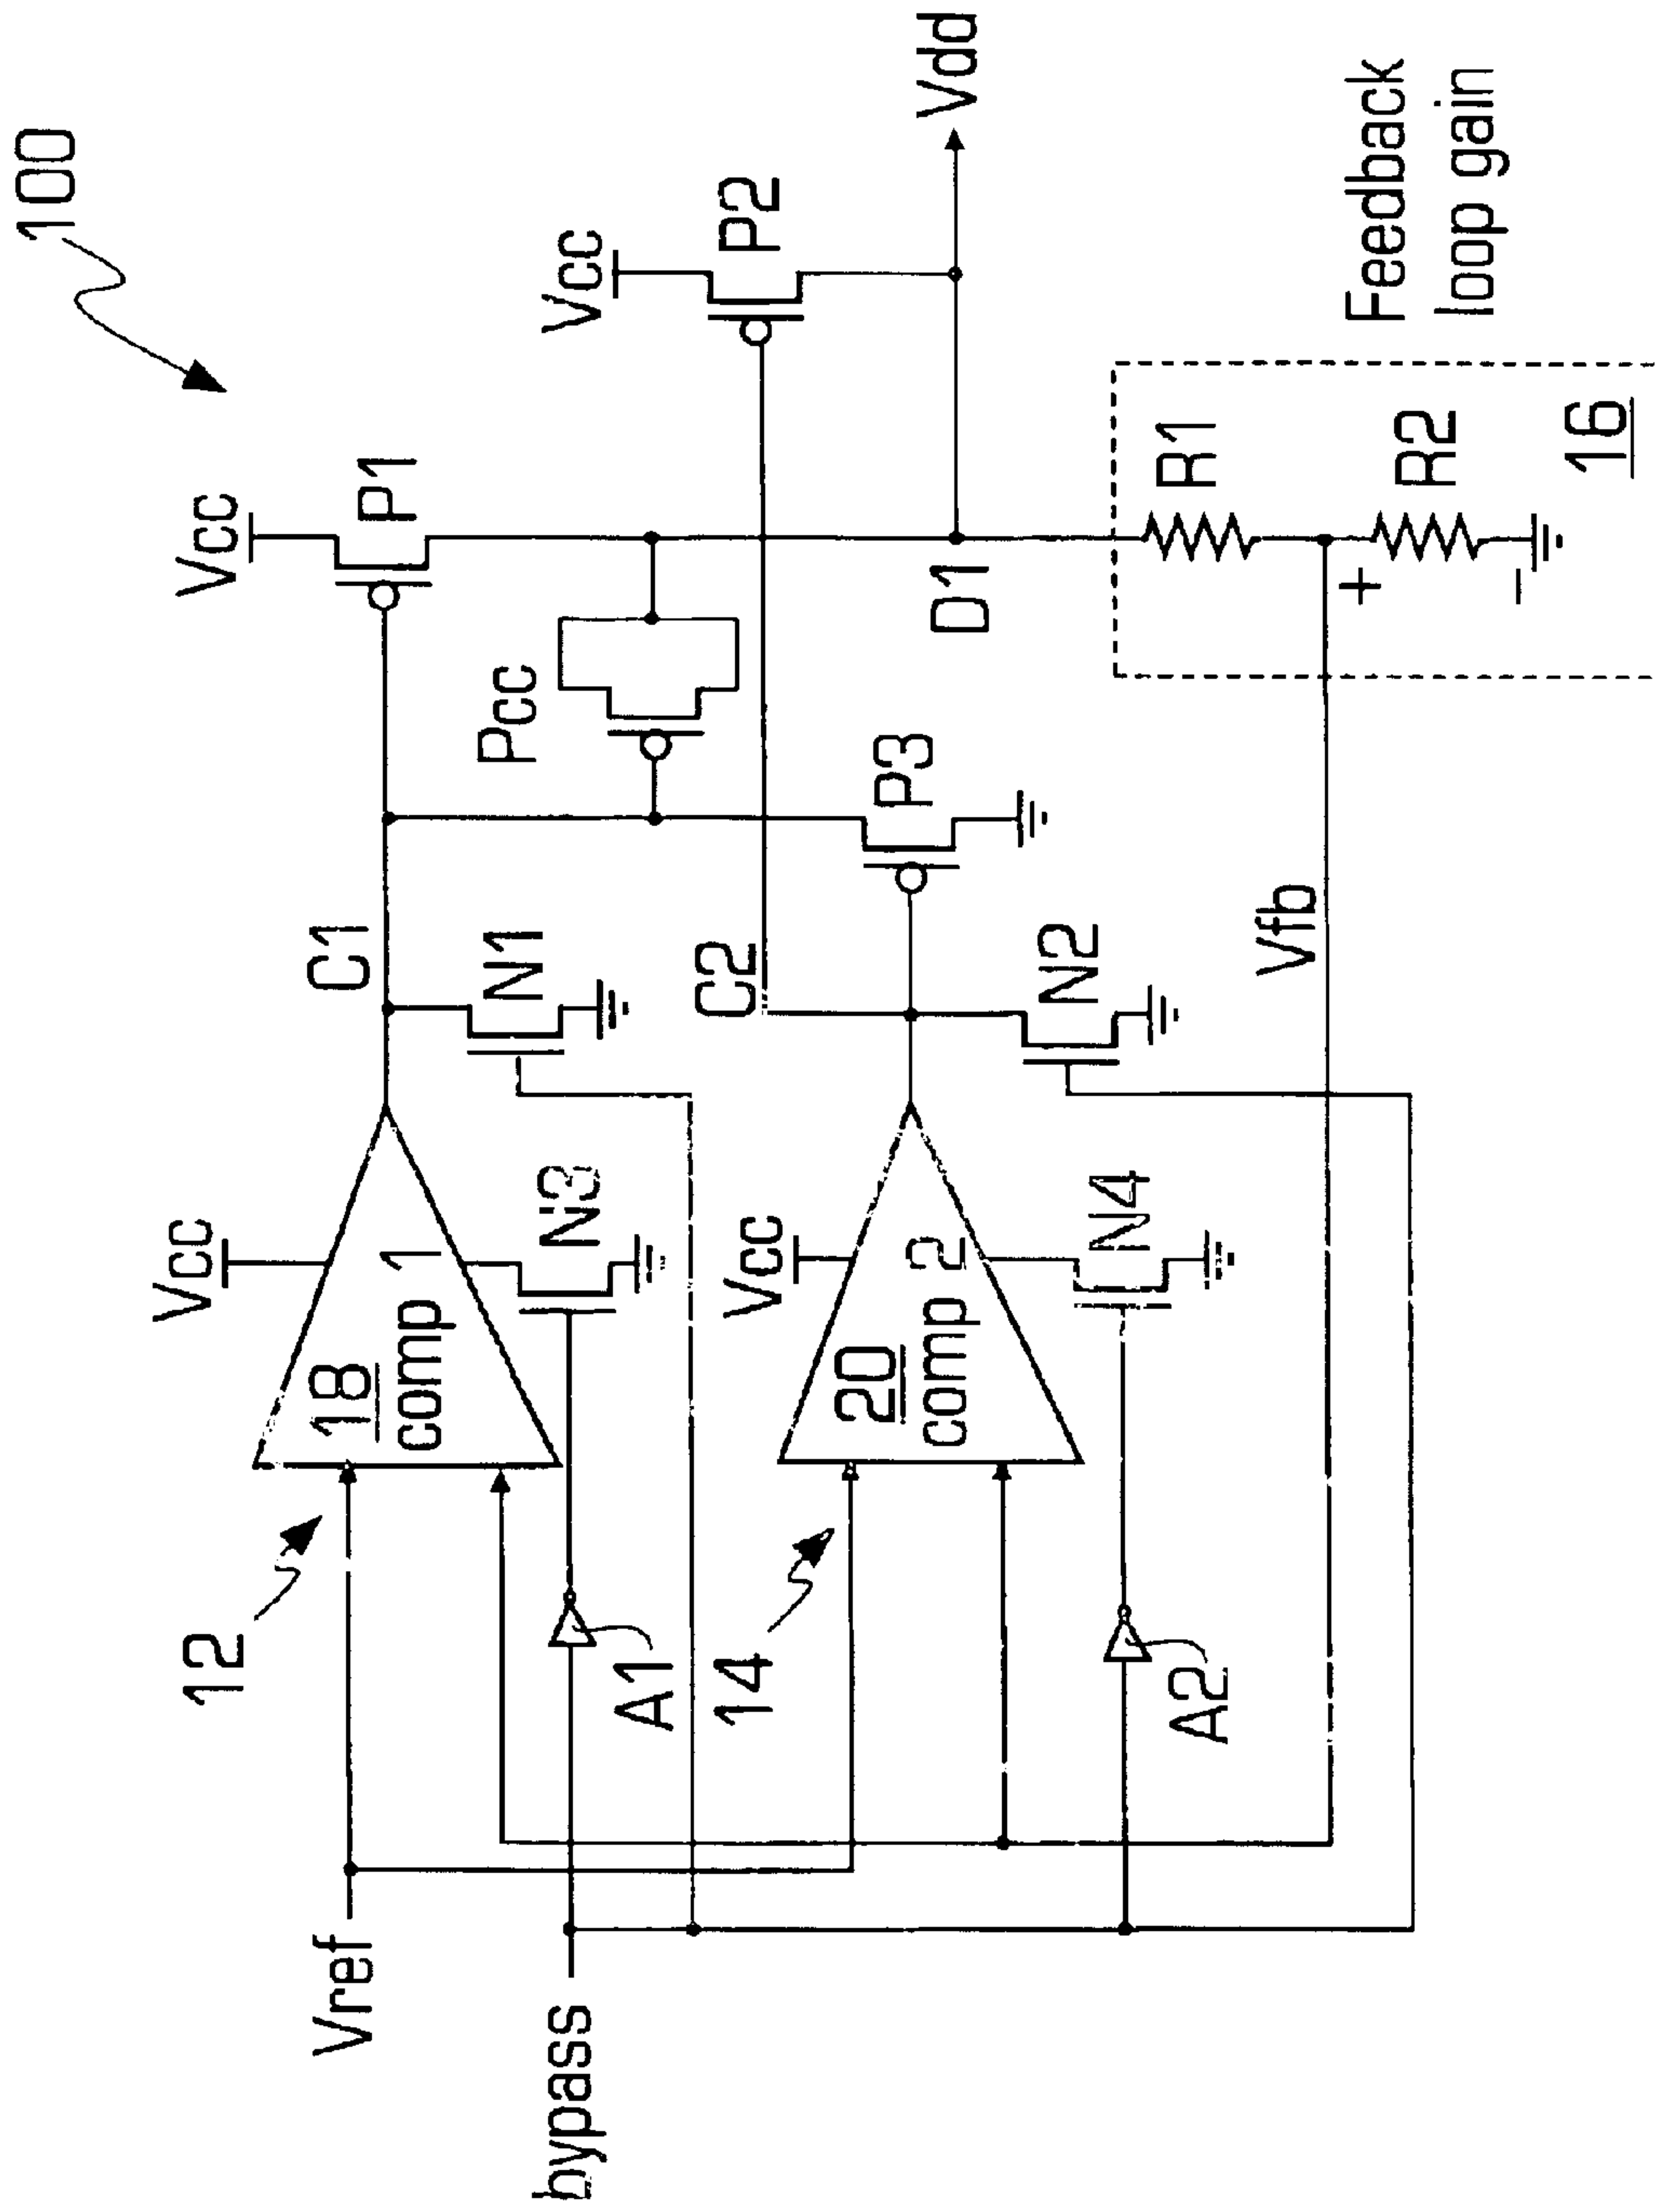 100
Vcc
P1
Vcc
P2
Vdd
Vcc
C1
Pcc
18
comp 1
N1
N3
12
Vref
A1
bypass
C2
P3
D1
Vcc
20
comp 2
N2
N4
14
A2
Vfb
R1
+
R2
−
16
Feedback
loop gain